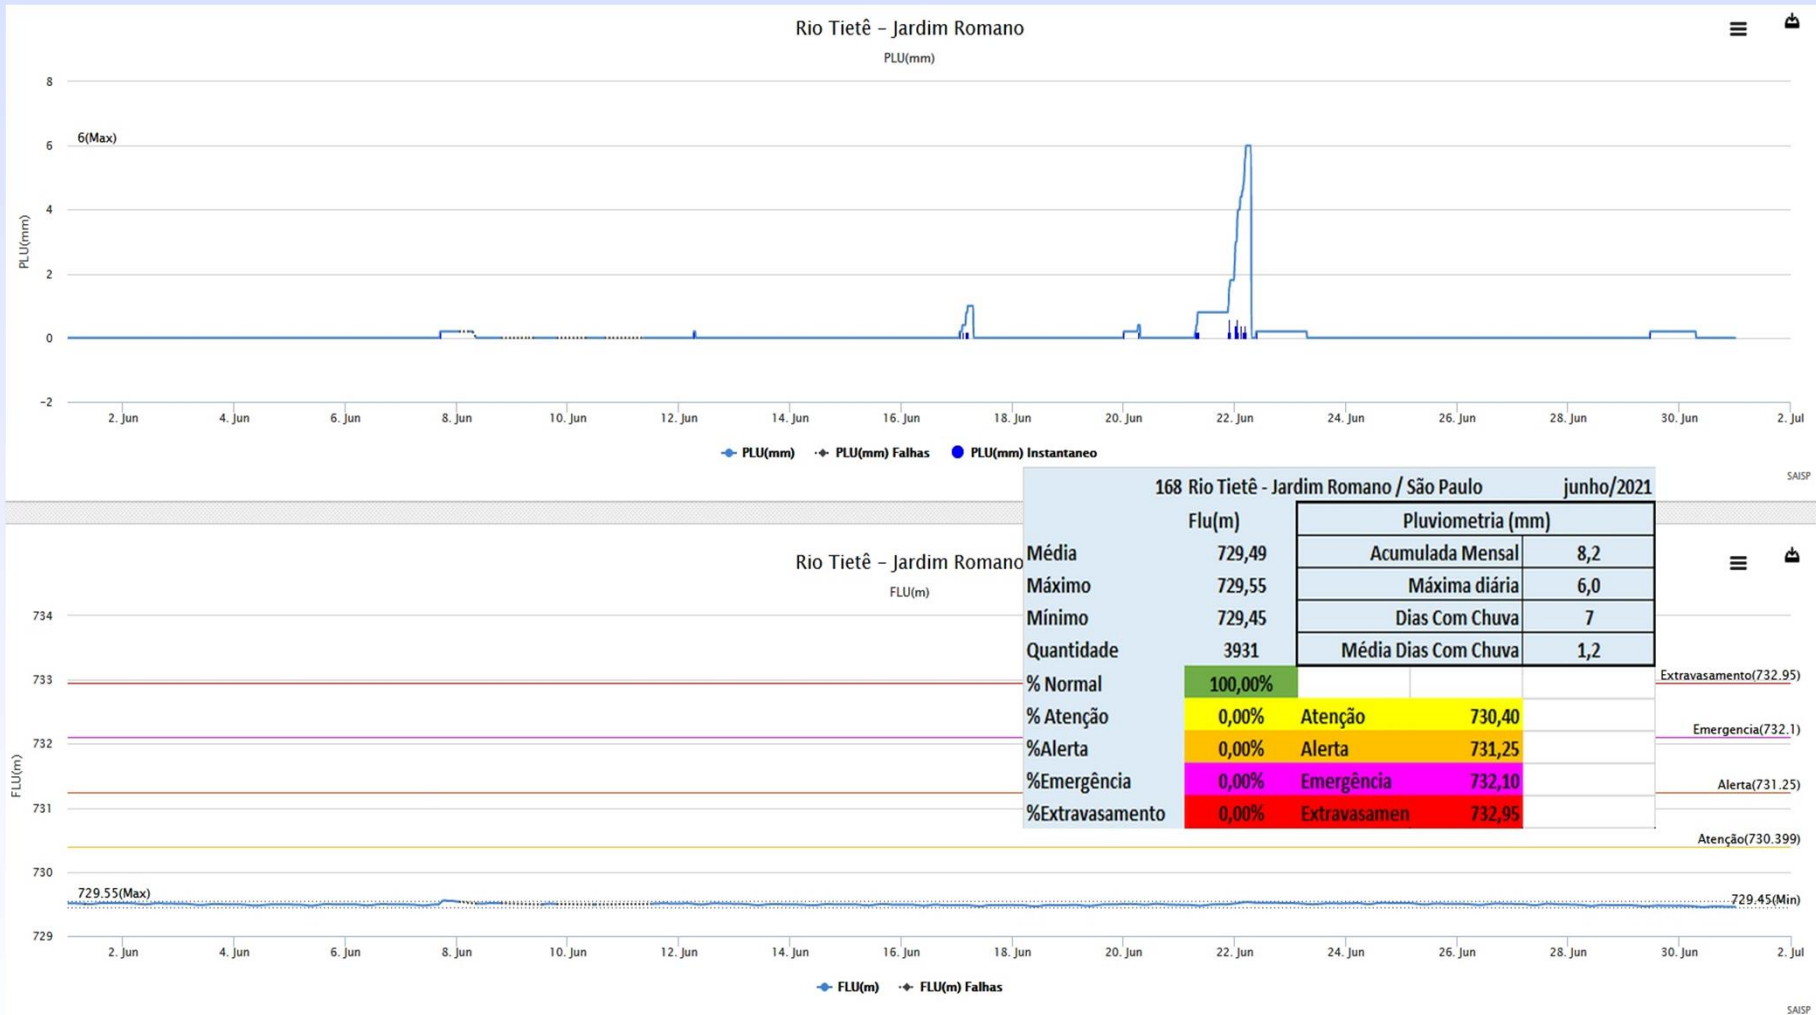 Rio Tietê – Jardim Romano
PLU(mm)
8
6(Max)
6
4
2
0
-2
PLU(mm)
2. Jun 4. Jun 6. Jun 8. Jun 10. Jun 12. Jun 14. Jun 16. Jun 18. Jun 20. Jun 22. Jun 24. Jun 26. Jun 28. Jun 30. Jun 2. Jul
PLU(mm) PLU(mm) Falhas PLU(mm) Instantaneo
SAISP
168 Rio Tietê - Jardim Romano / São Paulo junho/2021
Flu(m) Pluviometria (mm)
Média 729,49 Acumulada Mensal 8,2
Máximo 729,55 Máxima diária 6,0
Mínimo 729,45 Dias Com Chuva 7
Quantidade 3931 Média Dias Com Chuva 1,2
% Normal 100,00%
% Atenção 0,00% Atenção 730,40
%Alerta 0,00% Alerta 731,25
%Emergência 0,00% Emergência 732,10
%Extravasamento 0,00% Extravasamen 732,95
Rio Tietê – Jardim Romano
FLU(m)
734
733
732
731
730
729
FLU(m)
Extravasamento(732.95)
Emergencia(732.1)
Alerta(731.25)
Atenção(730.399)
729.55(Max)
729.45(Min)
2. Jun 4. Jun 6. Jun 8. Jun 10. Jun 12. Jun 14. Jun 16. Jun 18. Jun 20. Jun 22. Jun 24. Jun 26. Jun 28. Jun 30. Jun 2. Jul
FLU(m) FLU(m) Falhas
SAISP